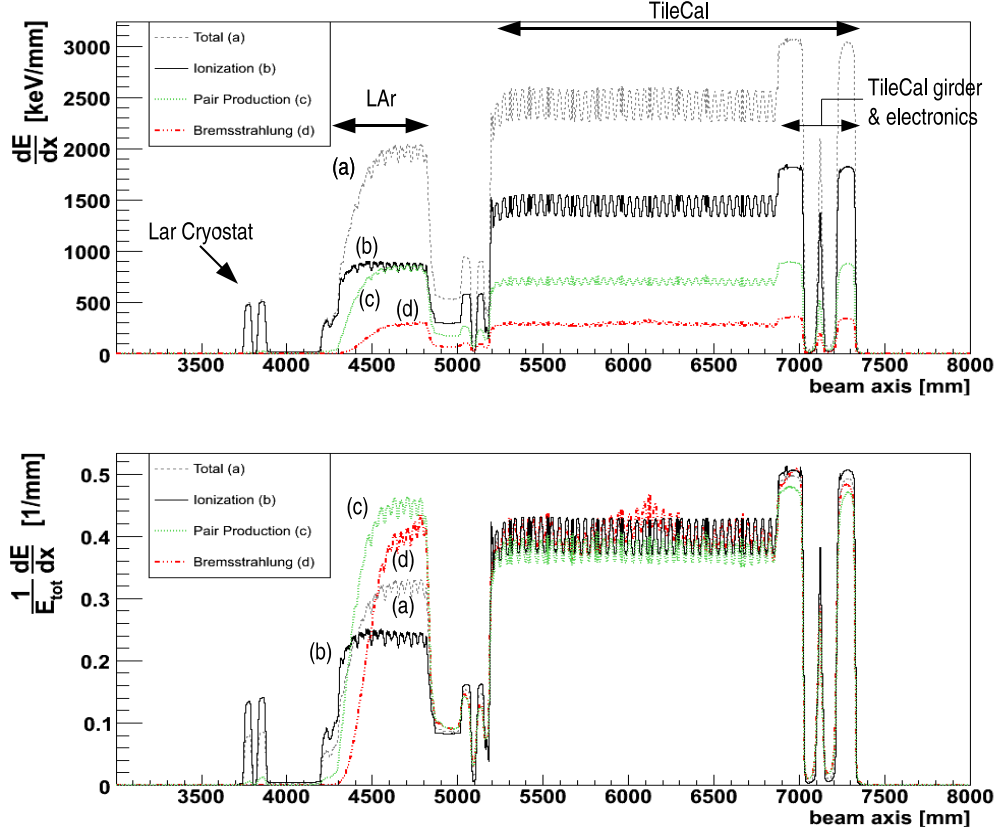 TileCal
dE/dx [keV/mm]
3000
2500
2000
1500
1000
500
0
Total (a)
Ionization (b)
Pair Production (c)
Bremsstrahlung (d)
LAr
TileCal girder
& electronics
Lar Cryostat
(a)
(b)
(c)
(d)
3500 4000 4500 5000 5500 6000 6500 7000 7500 8000
beam axis [mm]
1/E_tot dE/dx [1/mm]
0.5
0.4
0.3
0.2
0.1
0
Total (a)
Ionization (b)
Pair Production (c)
Bremsstrahlung (d)
(c)
(d)
(a)
(b)
3500 4000 4500 5000 5500 6000 6500 7000 7500 8000
beam axis [mm]